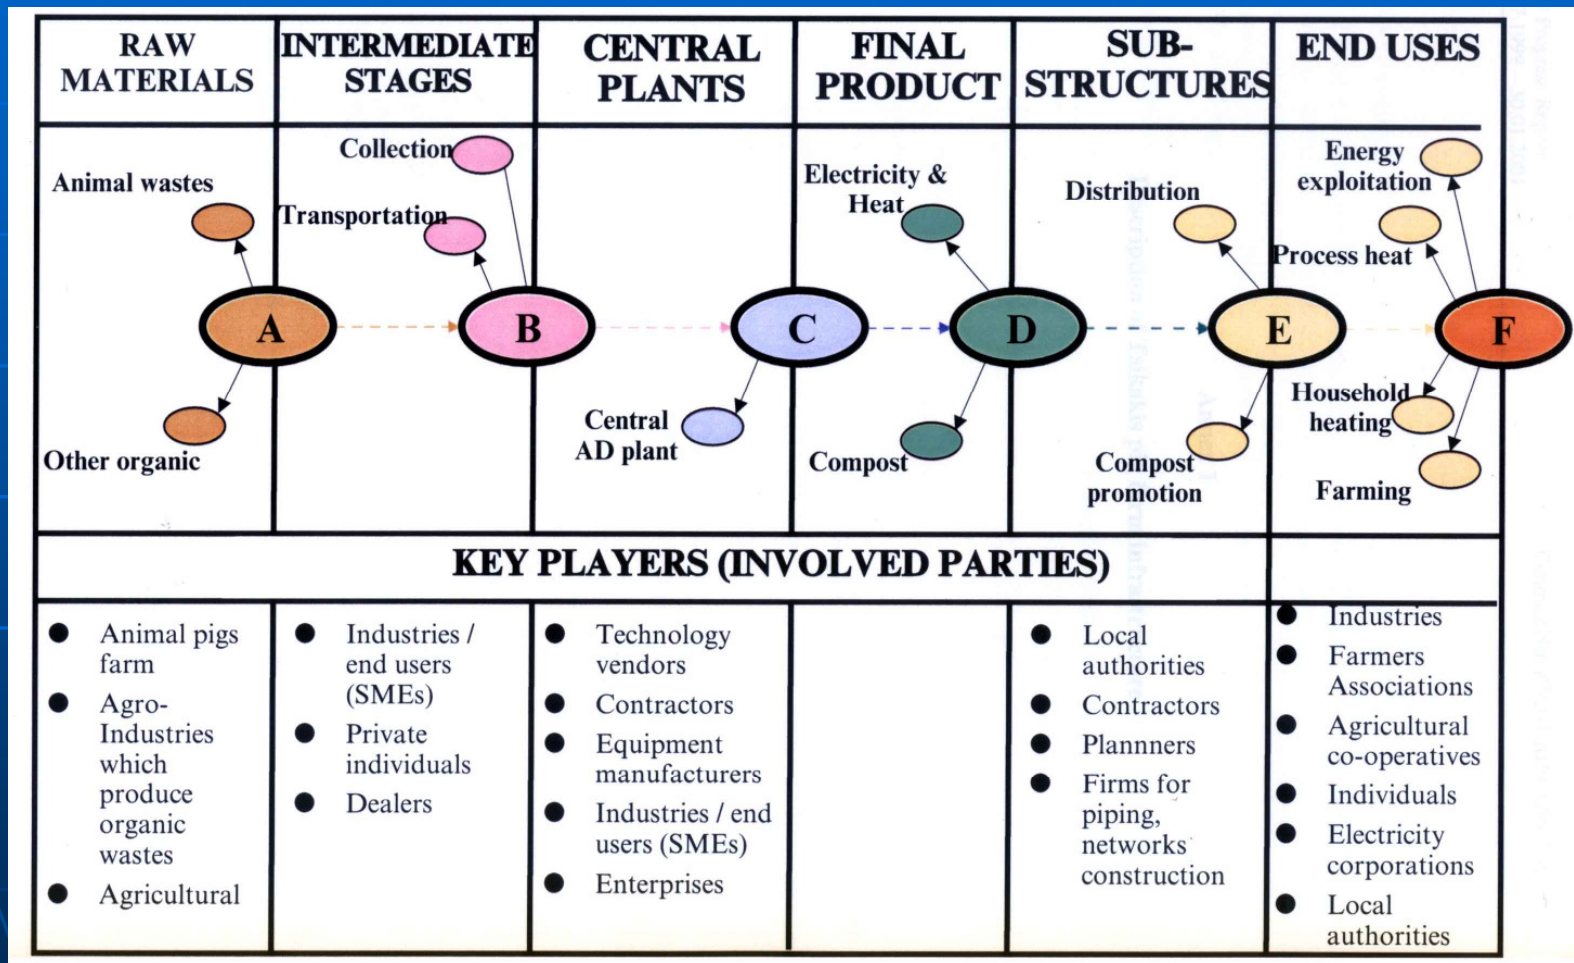 RAW
MATERIALS
INTERMEDIATE
STAGES
CENTRAL
PLANTS
FINAL
PRODUCT
SUB-
STRUCTURES
END USES
Animal wastes
Other organic
A
Collection
Transportation
B
Central
AD plant
C
Electricity &
Heat
Compost
D
Distribution
Compost
promotion
E
Energy
exploitation
Process heat
Household
heating
Farming
F
KEY PLAYERS (INVOLVED PARTIES)
● Animal pigs
farm
● Agro-
Industries
which
produce
organic
wastes
● Agricultural
● Industries /
end users
(SMEs)
● Private
individuals
● Dealers
● Technology
vendors
● Contractors
● Equipment
manufacturers
● Industries / end
users (SMEs)
● Enterprises
● Local
authorities
● Contractors
● Plannners
● Firms for
piping,
networks
construction
● Industries
● Farmers
Associations
● Agricultural
co-operatives
● Individuals
● Electricity
corporations
● Local
authorities